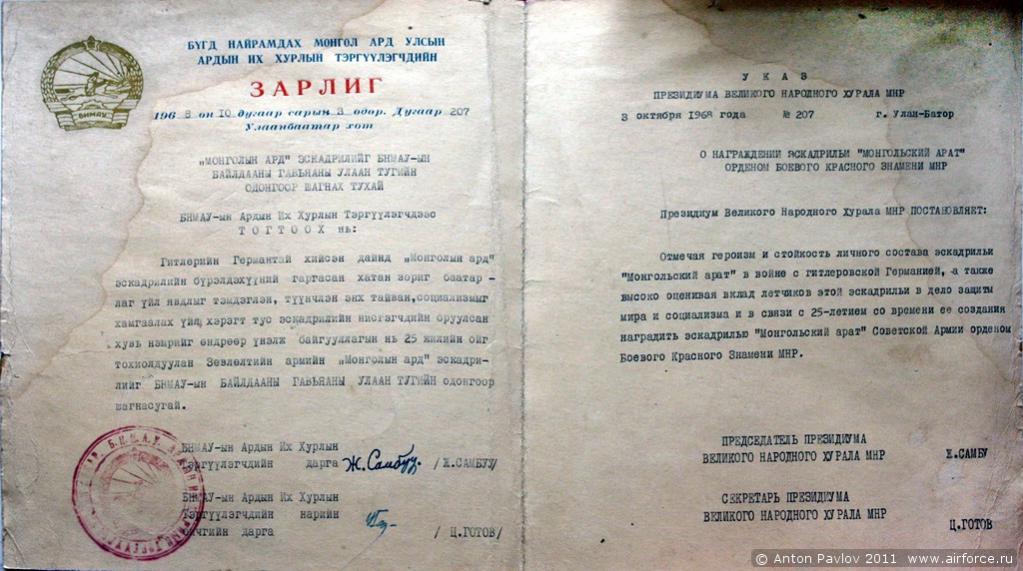 БҮГД НАЙРАМДАХ МОНГОЛ АРД УЛСЫН
АРДЫН ИХ ХУРЛЫН ТЭРГҮҮЛЭГЧДИЙН
ЗАРЛИГ
1968 он 10 дугаар сарын 3 өдөр. Дугаар 207
Улаанбаатар хот
БНМАУ
„МОНГОЛЫН АРД" ЭСКАДРИЛИЙГ БНМАУ-ын
БАЙЛДААНЫ ГАВЬЯАНЫ УЛААН ТУГИЙН
ОДОНГООР ШАГНАХ ТУХАЙ
БНМАУ-ын Ардын Их Хурлын Тэргүүлэгчдээс
ТОГТООХ нь:
Гитлерийн Германтай хийсэн дайнд „Монголын ард"
эскадрилийн бүрэлдэхүүний гаргасан хатан зориг баатар -
лаг үйл явдлыг тэмдэглэн, түүнчлэн энх тайван, социализмыг
хамгаалах үйл хэрэгт тус эскадрилийн нисгэгчдийн оруулсан
хувь нэмрийг өндрөөр үнэлж байгууллагын нь 25 жилийн ойг
тохиолдуулан Зөвлөлтийн армийн „Монголын ард" эскадри-
лийг БНМАУ-ын БАЙЛДААНЫ ГАВЬЯАНЫ УЛААН ТУГИЙН одонгоор
шагнасугай.
БНМАУ-ын Ардын Их Хурлын
Тэргүүлэгчдийн дарга Ж. Самбуу. /Ж.САМБУУ/
БНМАУ-ын Ардын Их Хурлын
Тэргүүлэгчдийн нарийн
бичгийн дарга / Ц.ГОТОВ/
УКАЗ
ПРЕЗИДИУМА ВЕЛИКОГО НАРОДНОГО ХУРАЛА МНР
3 октября 1968 года № 207 г. Улан-Батор
О НАГРАЖДЕНИИ ЭСКАДРИЛЬИ "МОНГОЛЬСКИЙ АРАТ"
ОРДЕНОМ БОЕВОГО КРАСНОГО ЗНАМЕНИ МНР
Президиум Великого Народного Хурала МНР ПОСТАНОВЛЯЕТ:
Отмечая героизм и стойкость личного состава эскадрильи
"Монгольский арат" в войне с гитлеровской Германией, а также
высоко оценивая вклад летчиков этой эскадрильи в дело защиты
мира и социализма и в связи с 25-летием со времени ее создания
наградить эскадрилью "Монгольский арат" Советской Армии орденом
Боевого Красного Знамени МНР.
ПРЕДСЕДАТЕЛЬ ПРЕЗИДИУМА
ВЕЛИКОГО НАРОДНОГО ХУРАЛА МНР Ж.САМБУ
СЕКРЕТАРЬ ПРЕЗИДИУМА
ВЕЛИКОГО НАРОДНОГО ХУРАЛА МНР Ц.ГОТОВ
© Anton Pavlov 2011 www.airforce.ru